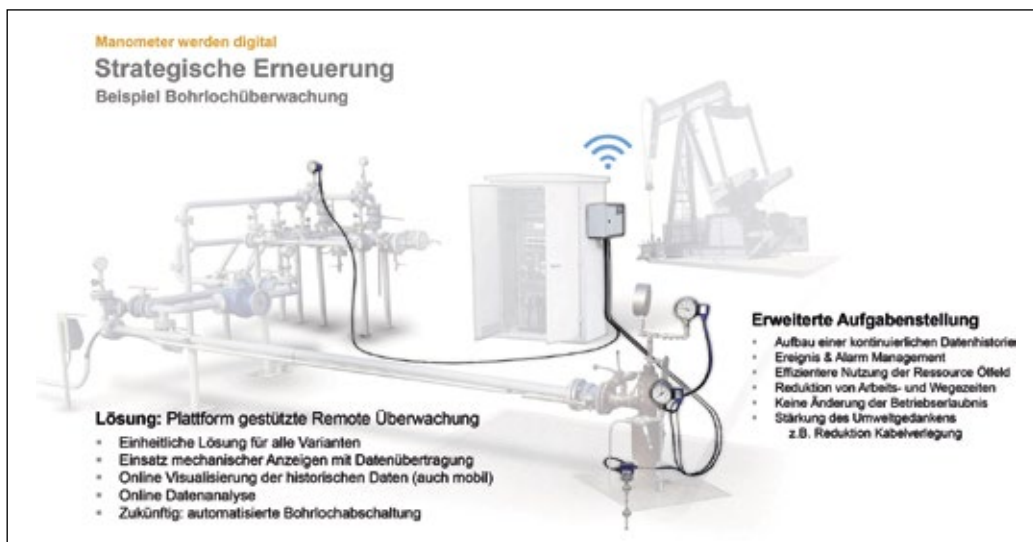 Manometer werden digital
Strategische Erneuerung
Beispiel Bohrlochüberwachung
Erweiterte Aufgabenstellung
Aufbau einer kontinuierlichen Datenhistorie
Ereignis & Alarm Management
Effizientere Nutzung der Ressource Ölfeld
Reduktion von Arbeits- und Wegezeiten
Keine Änderung der Betriebserlaubnis
Stärkung des Umweltgedankens
z.B. Reduktion Kabelverlegung
Lösung: Plattform gestützte Remote Überwachung
Einheitliche Lösung für alle Varianten
Einsatz mechanischer Anzeigen mit Datenübertragung
Online Visualisierung der historischen Daten (auch mobil)
Online Datenanalyse
Zukünftig: automatisierte Bohrlochabschaltung